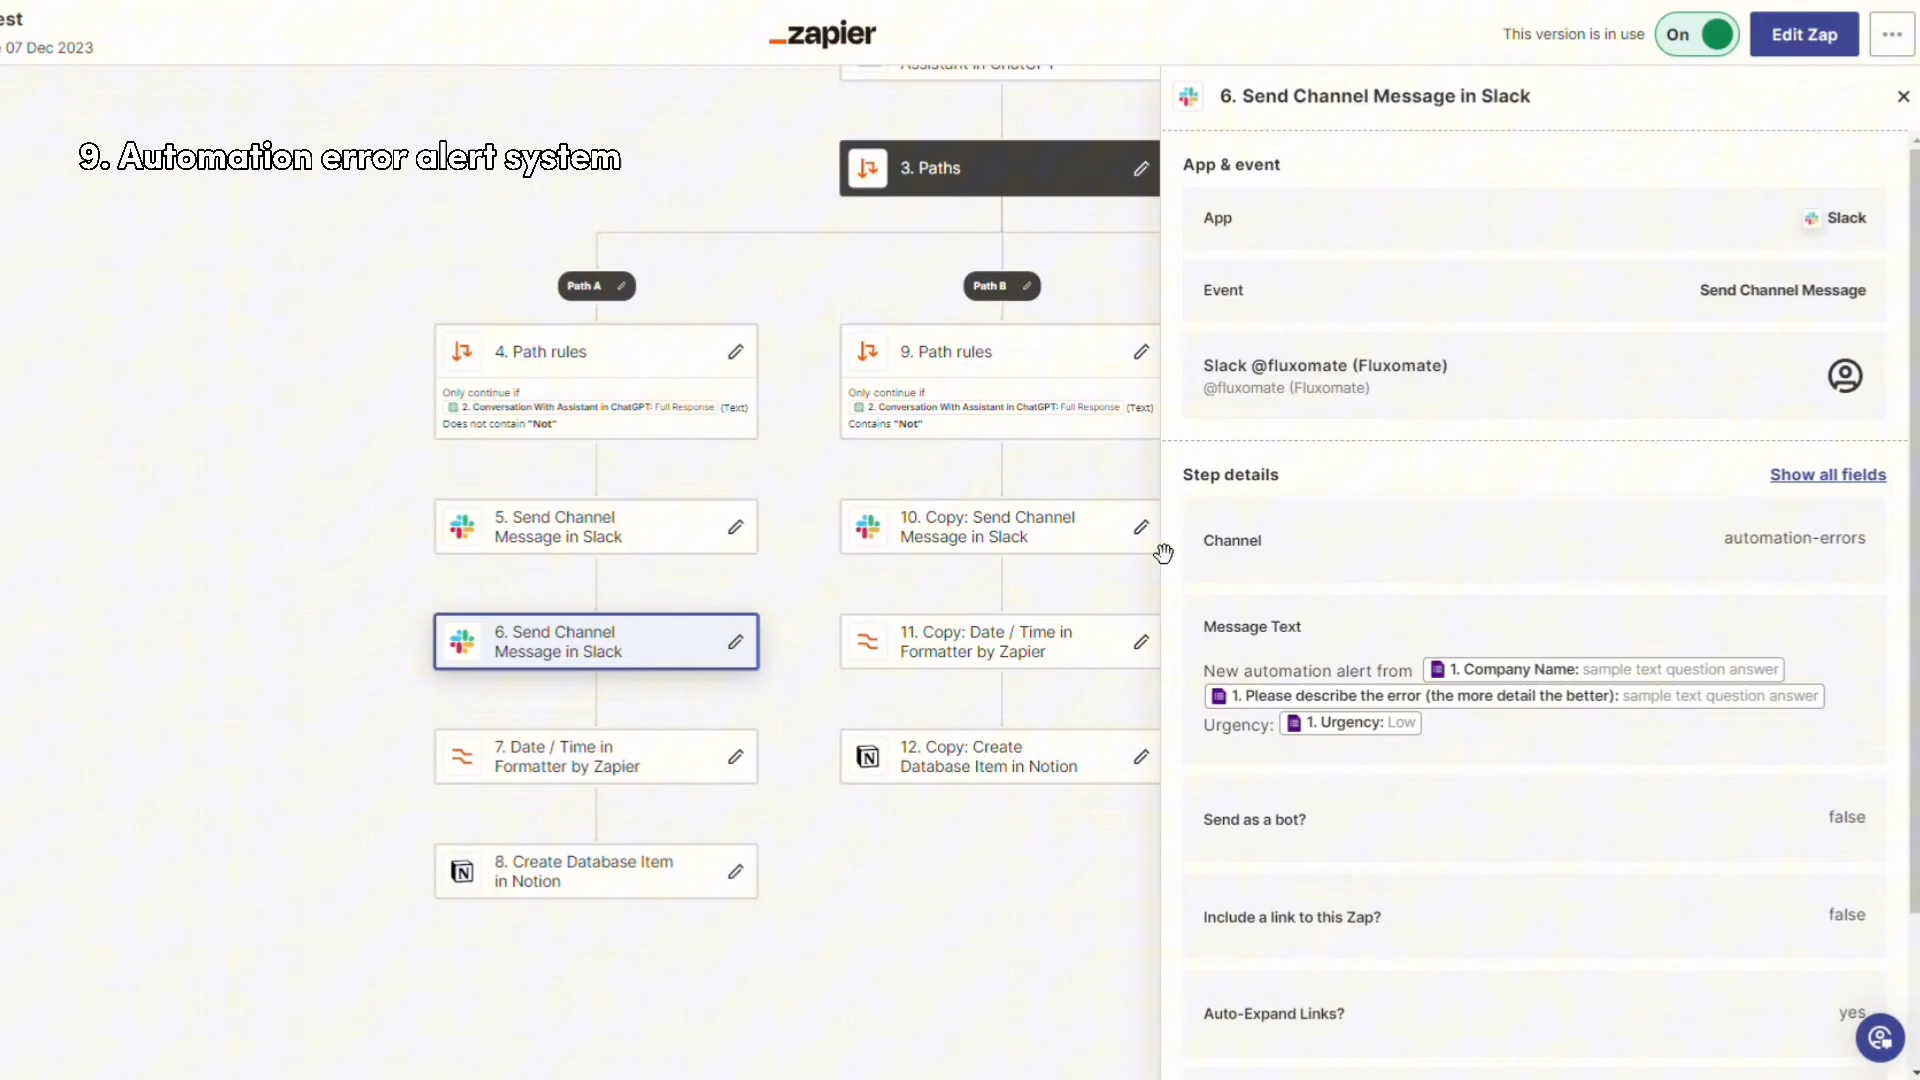 est
07 Dec 2023
zapier
This version is in use
On
Edit Zap
9. Automation error alert system
Assistant in ChatGPT
3. Paths
Path A
Path B
4. Path rules
Only continue if
2. Conversation With Assistant in ChatGPT: Full Response (Text)
Does not contain "Not"
9. Path rules
Only continue if
2. Conversation With Assistant in ChatGPT: Full Response (Text)
Contains "Not"
5. Send Channel
Message in Slack
10. Copy: Send Channel
Message in Slack
6. Send Channel
Message in Slack
11. Copy: Date / Time in
Formatter by Zapier
7. Date / Time in
Formatter by Zapier
12. Copy: Create
Database Item in Notion
8. Create Database Item
in Notion
6. Send Channel Message in Slack
App & event
App
Slack
Event
Send Channel Message
Slack @fluxomate (Fluxomate)
@fluxomate (Fluxomate)
Step details
Show all fields
Channel
automation-errors
Message Text
New automation alert from 1. Company Name: sample text question answer
1. Please describe the error (the more detail the better): sample text question answer
Urgency: 1. Urgency: Low
Send as a bot?
false
Include a link to this Zap?
false
Auto-Expand Links?
yes